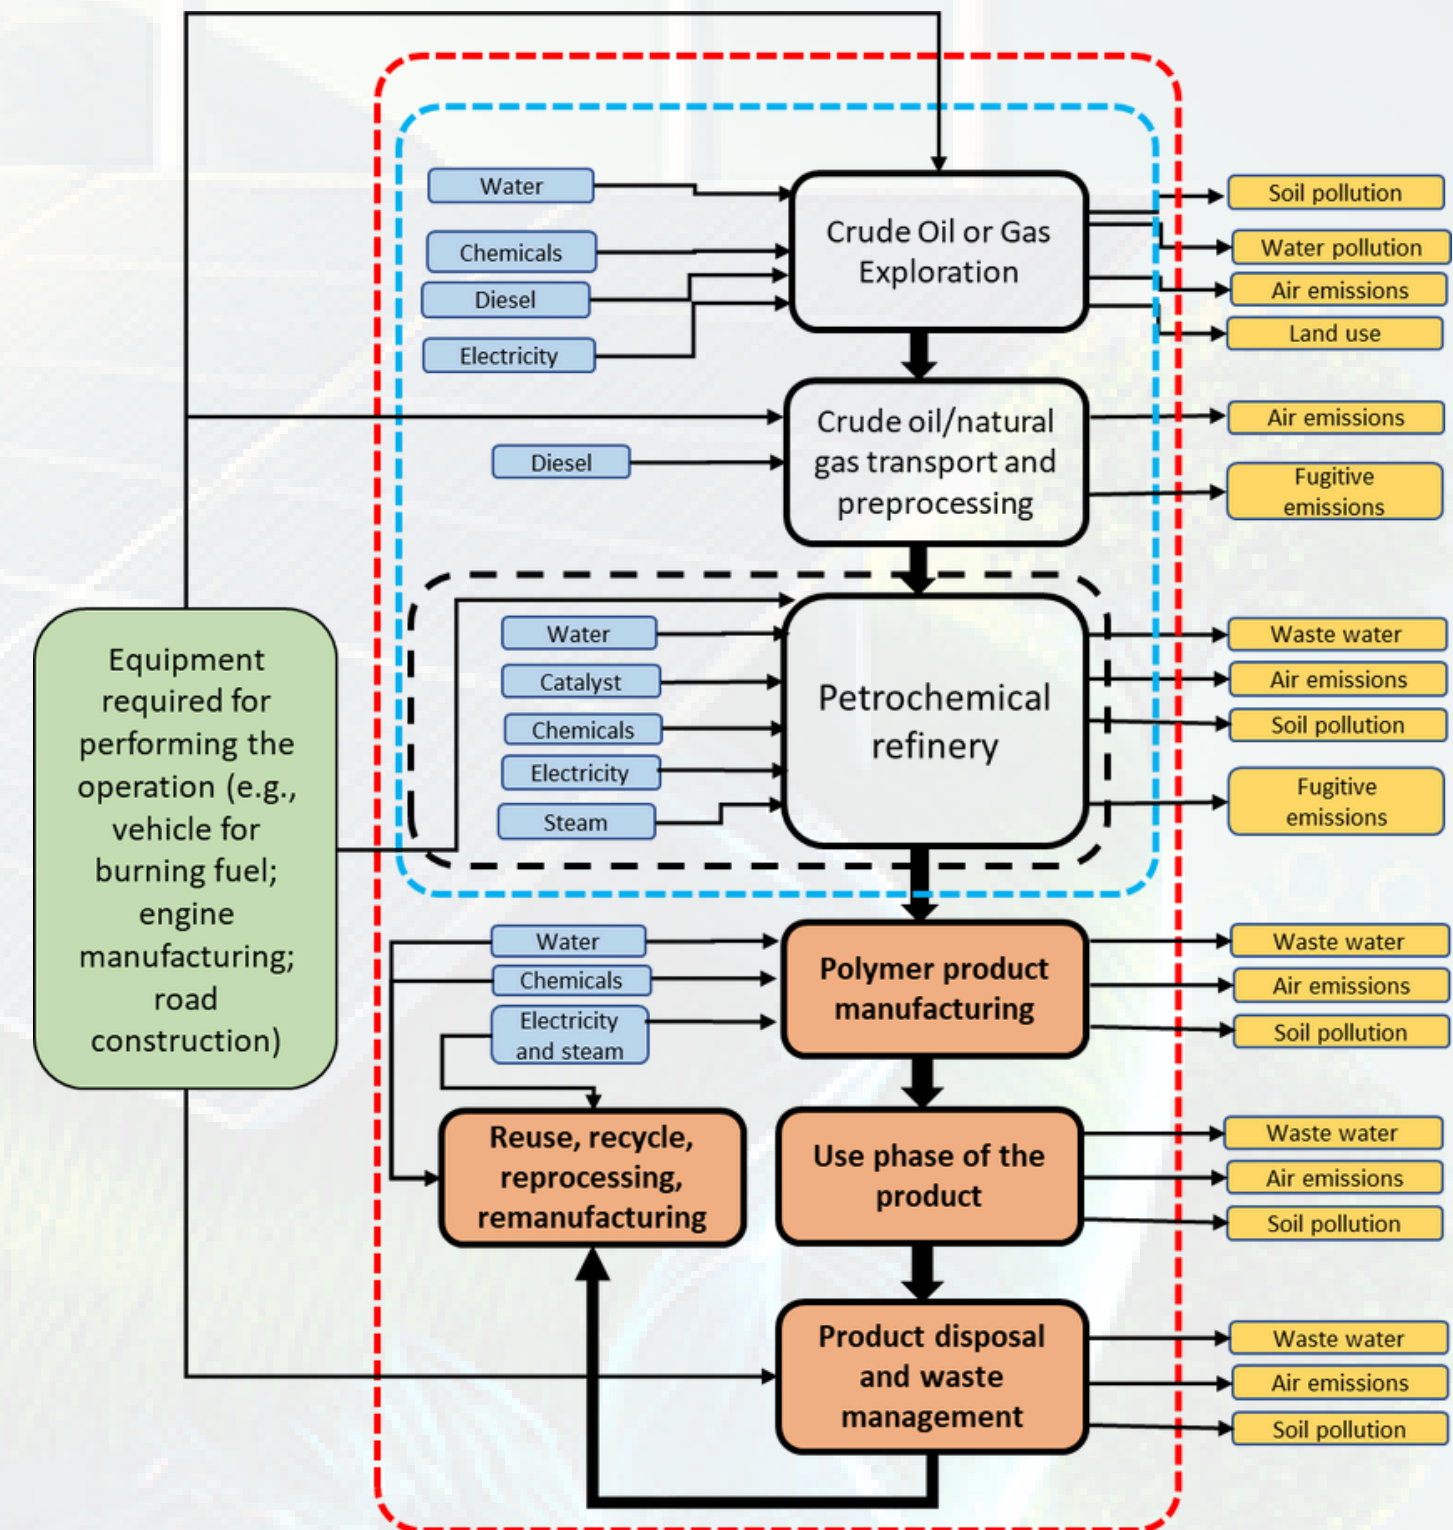 Water
Chemicals
Diesel
Electricity
Crude Oil or Gas
Exploration
Soil pollution
Water pollution
Air emissions
Land use
Diesel
Crude oil/natural
gas transport and
preprocessing
Air emissions
Fugitive
emissions
Equipment
required for
performing the
operation (e.g.,
vehicle for
burning fuel;
engine
manufacturing;
road
construction)
Water
Catalyst
Chemicals
Electricity
Steam
Petrochemical
refinery
Waste water
Air emissions
Soil pollution
Fugitive
emissions
Water
Chemicals
Electricity
and steam
Polymer product
manufacturing
Waste water
Air emissions
Soil pollution
Reuse, recycle,
reprocessing,
remanufacturing
Use phase of the
product
Waste water
Air emissions
Soil pollution
Product disposal
and waste
management
Waste water
Air emissions
Soil pollution